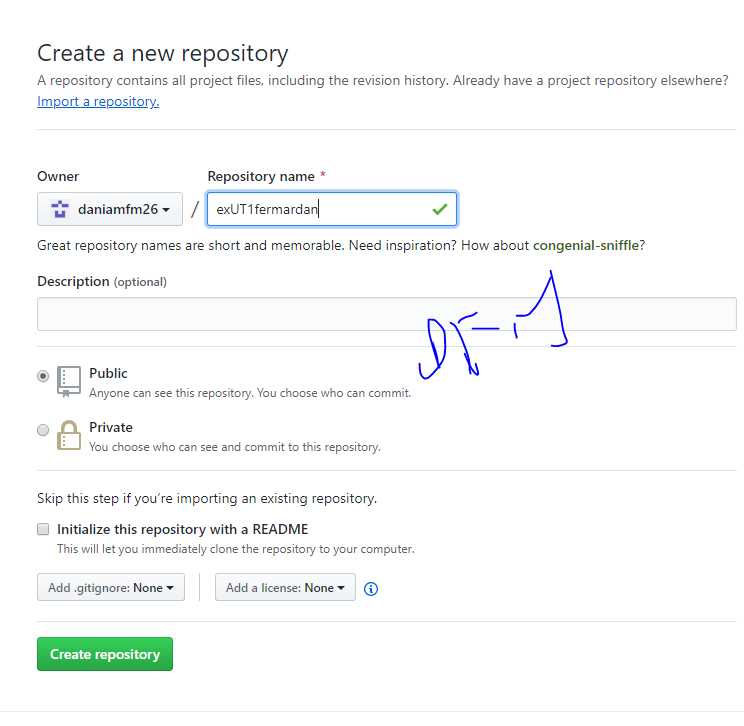 Create a new repository
A repository contains all project files, including the revision history. Already have a project repository elsewhere?
Import a repository.
Owner
Repository name *
daniamfm26
/
exUT1fermardan
Great repository names are short and memorable. Need inspiration? How about congenial-sniffle?
Description (optional)
Public
Anyone can see this repository. You choose who can commit.
Private
You choose who can see and commit to this repository.
Skip this step if you’re importing an existing repository.
Initialize this repository with a README
This will let you immediately clone the repository to your computer.
Add .gitignore: None
Add a license: None
Create repository